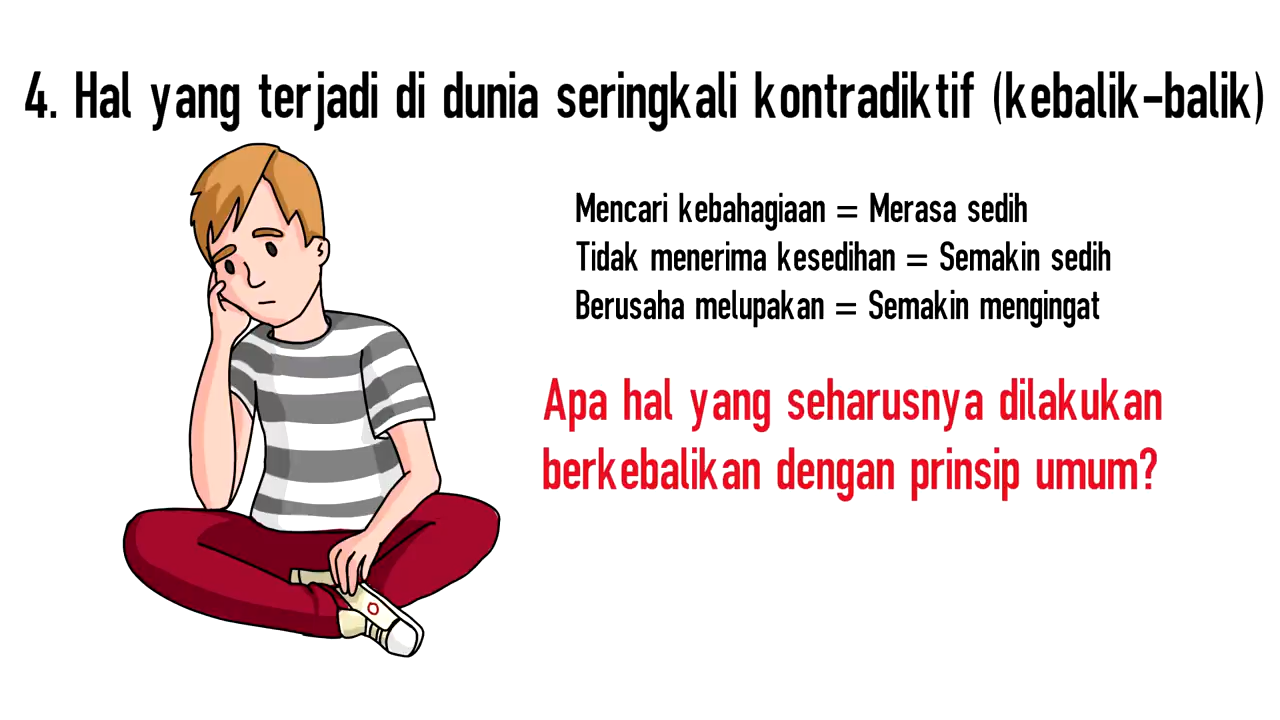 4. Hal yang terjadi di dunia seringkali kontradiktif (kebalik-balik)
Mencari kebahagiaan = Merasa sedih
Tidak menerima kesedihan = Semakin sedih
Berusaha melupakan = Semakin mengingat
Apa hal yang seharusnya dilakukan
berkebalikan dengan prinsip umum?